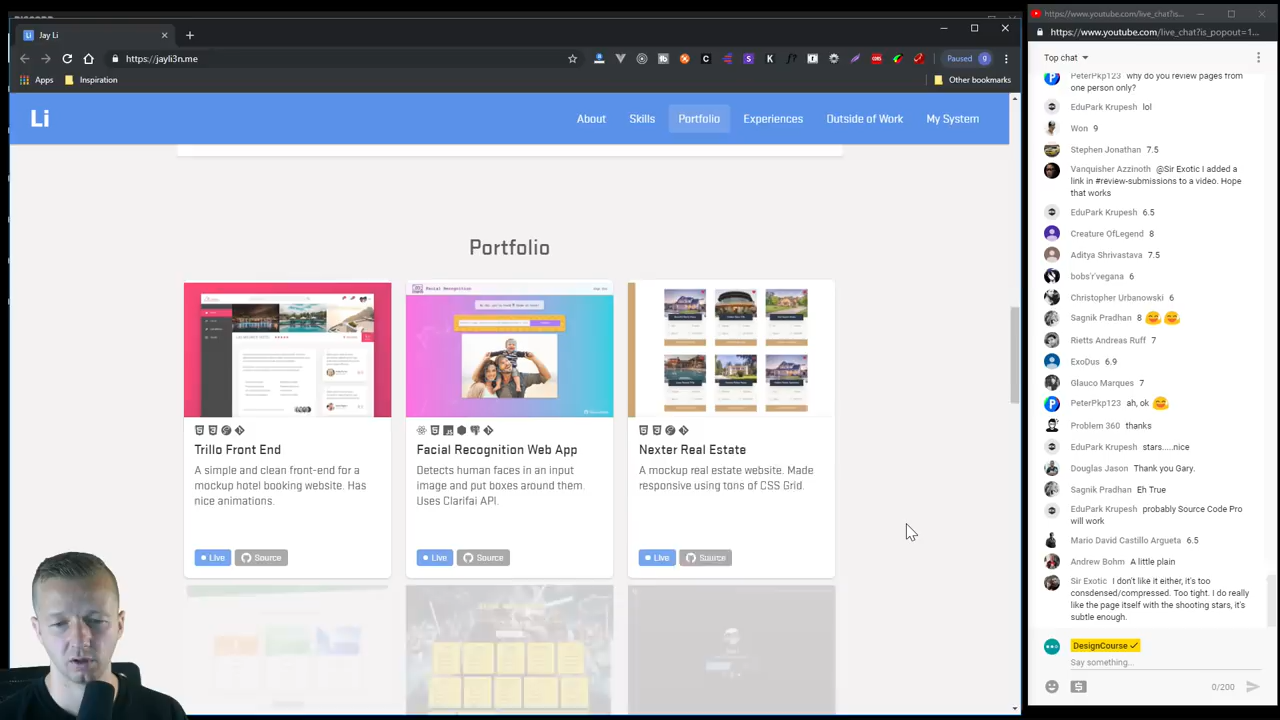 Jay Li
https://jayli3n.me
Paused
Apps
Inspiration
Other bookmarks
Li
About
Skills
Portfolio
Experiences
Outside of Work
My System
Portfolio
Facial Recognition
Trillo Front End
A simple and clean front-end for a
mockup hotel booking website. Has
nice animations.
Live
Source
Facial Recognition Web App
Detects human faces in an input
image and put boxes around them.
Uses Clarifai API.
Live
Source
Nexter Real Estate
A mockup real estate website. Made
responsive using tons of CSS Grid.
Live
Source
https://www.youtube.com/live_chat?is...
https://www.youtube.com/live_chat?is_popout=1...
Top chat
PeterPkp123 why do you review pages from
one person only?
EduPark Krupesh lol
Won 9
Stephen Jonathan 7.5
Vanquisher Azzinoth @Sir Exotic I added a
link in #review-submissions to a video. Hope
that works
EduPark Krupesh 6.5
Creature OfLegend 8
Aditya Shrivastava 7.5
bobs'r'vegana 6
Christopher Urbanowski 6
Sagnik Pradhan 8 🤗 🤗
Rietts Andreas Ruff 7
ExoDus 6.9
Glauco Marques 7
PeterPkp123 ah, ok 🤗
Problem 360 thanks
EduPark Krupesh stars.....nice
Douglas Jason Thank you Gary.
Sagnik Pradhan Eh True
EduPark Krupesh probably Source Code Pro
will work
Mario David Castillo Argueta 6.5
Andrew Bohm A little plain
Sir Exotic I don't like it either, it's too
consdensed/compressed. Too tight. I do really
like the page itself with the shooting stars, it's
subtle enough.
DesignCourse
Say something...
0/200